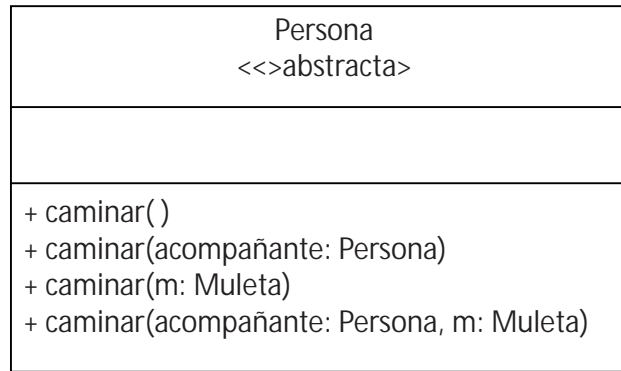 Persona
<<>abstracta>
+ caminar( )
+ caminar(acompañante: Persona)
+ caminar(m: Muleta)
+ caminar(acompañante: Persona, m: Muleta)